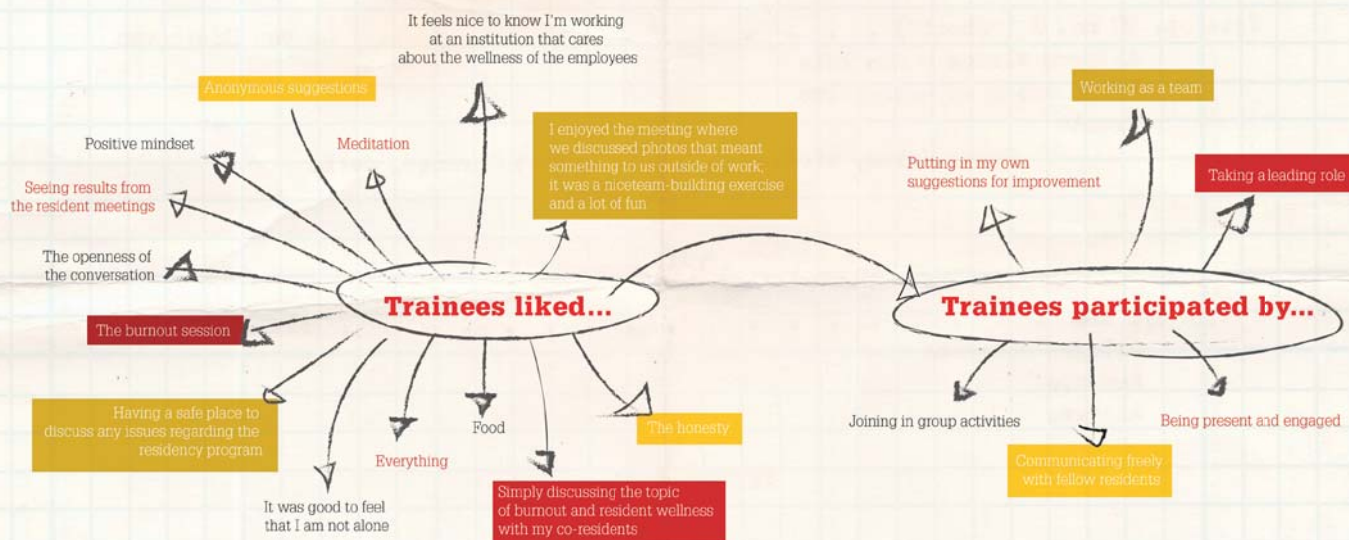 It feels nice to know I'm working
at an institution that cares
about the wellness of the employees
Anonymous suggestions
Positive mindset
Meditation
Seeing results from
the resident meetings
I enjoyed the meeting where
we discussed photos that meant
something to us outside of work;
it was a niceteam-building exercise
and a lot of fun
The openness of
the conversation
Trainees liked...
The burnout session
Having a safe place to
discuss any issues regarding the
residency program
It was good to feel
that I am not alone
Everything
Food
Simply discussing the topic
of burnout and resident wellness
with my co-residents
The honesty
Working as a team
Putting in my own
suggestions for improvement
Taking a leading role
Trainees participated by...
Joining in group activities
Communicating freely
with fellow residents
Being present and engaged